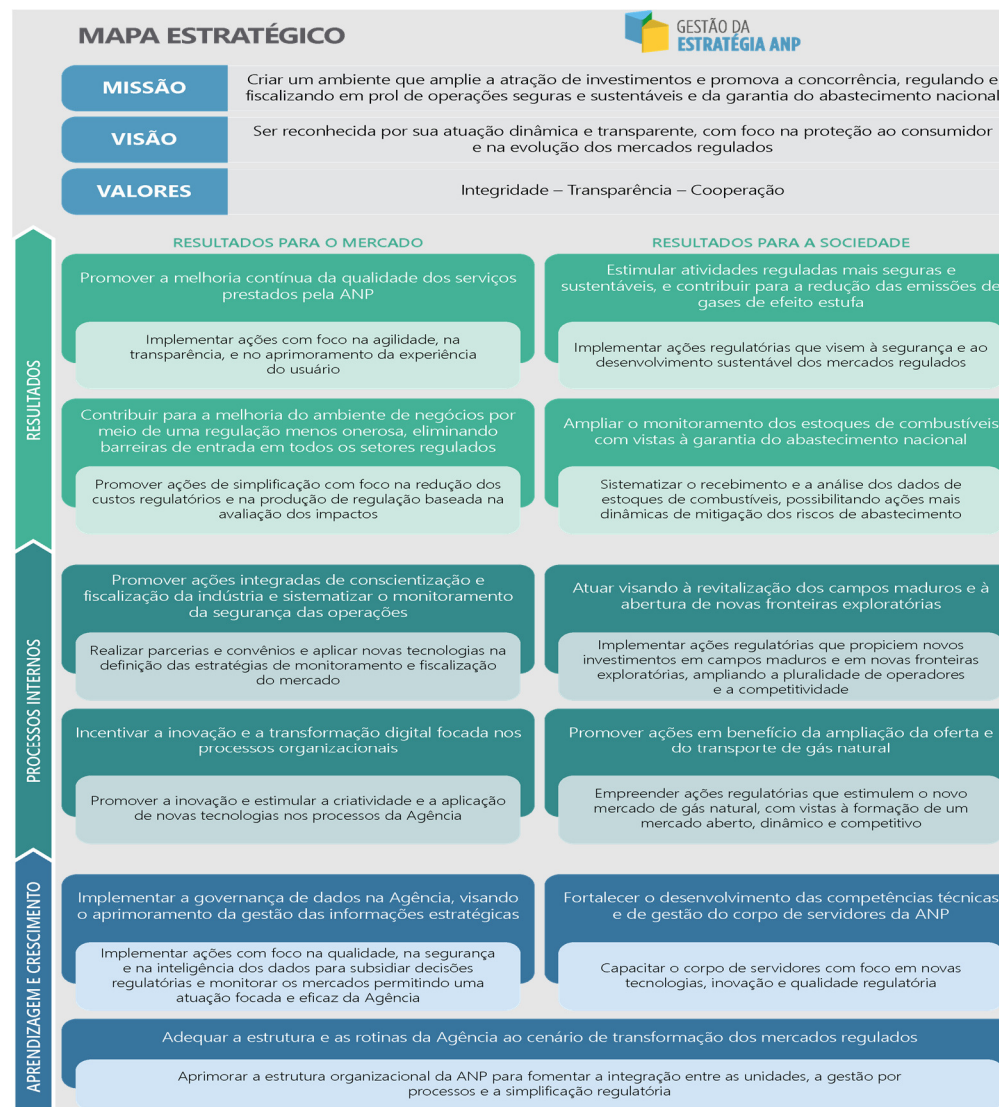 MAPA ESTRATÉGICO
GESTÃO DA
ESTRATÉGIA ANP
MISSÃO
Criar um ambiente que amplie a atração de investimentos e promova a concorrência, regulando e
fiscalizando em prol de operações seguras e sustentáveis e da garantia do abastecimento nacional
VISÃO
Ser reconhecida por sua atuação dinâmica e transparente, com foco na proteção ao consumidor
e na evolução dos mercados regulados
VALORES
Integridade – Transparência – Cooperação
RESULTADOS
RESULTADOS PARA O MERCADO
Promover a melhoria contínua da qualidade dos serviços
prestados pela ANP
Implementar ações com foco na agilidade, na
transparência, e no aprimoramento da experiência
do usuário
Contribuir para a melhoria do ambiente de negócios por
meio de uma regulação menos onerosa, eliminando
barreiras de entrada em todos os setores regulados
Promover ações de simplificação com foco na redução dos
custos regulatórios e na produção de regulação baseada na
avaliação dos impactos
RESULTADOS PARA A SOCIEDADE
Estimular atividades reguladas mais seguras e
sustentáveis, e contribuir para a redução das emissões de
gases de efeito estufa
Implementar ações regulatórias que visem à segurança e ao
desenvolvimento sustentável dos mercados regulados
Ampliar o monitoramento dos estoques de combustíveis
com vistas à garantia do abastecimento nacional
Sistematizar o recebimento e a análise dos dados de
estoques de combustíveis, possibilitando ações mais
dinâmicas de mitigação dos riscos de abastecimento
PROCESSOS INTERNOS
Promover ações integradas de conscientização e
fiscalização da indústria e sistematizar o monitoramento
da segurança das operações
Realizar parcerias e convênios e aplicar novas tecnologias na
definição das estratégias de monitoramento e fiscalização
do mercado
Incentivar a inovação e a transformação digital focada nos
processos organizacionais
Promover a inovação e estimular a criatividade e a aplicação
de novas tecnologias nos processos da Agência
Atuar visando à revitalização dos campos maduros e à
abertura de novas fronteiras exploratórias
Implementar ações regulatórias que propiciem novos
investimentos em campos maduros e em novas fronteiras
exploratórias, ampliando a pluralidade de operadores
e a competitividade
Promover ações em benefício da ampliação da oferta e
do transporte de gás natural
Empreender ações regulatórias que estimulem o novo
mercado de gás natural, com vistas à formação de um
mercado aberto, dinâmico e competitivo
APRENDIZAGEM E CRESCIMENTO
Implementar a governança de dados na Agência, visando
o aprimoramento da gestão das informações estratégicas
Implementar ações com foco na qualidade, na segurança
e na inteligência dos dados para subsidiar decisões
regulatórias e monitorar os mercados permitindo uma
atuação focada e eficaz da Agência
Fortalecer o desenvolvimento das competências técnicas
e de gestão do corpo de servidores da ANP
Capacitar o corpo de servidores com foco em novas
tecnologias, inovação e qualidade regulatória
Adequar a estrutura e as rotinas da Agência ao cenário de transformação dos mercados regulados
Aprimorar a estrutura organizacional da ANP para fomentar a integração entre as unidades, a gestão por
processos e a simplificação regulatória